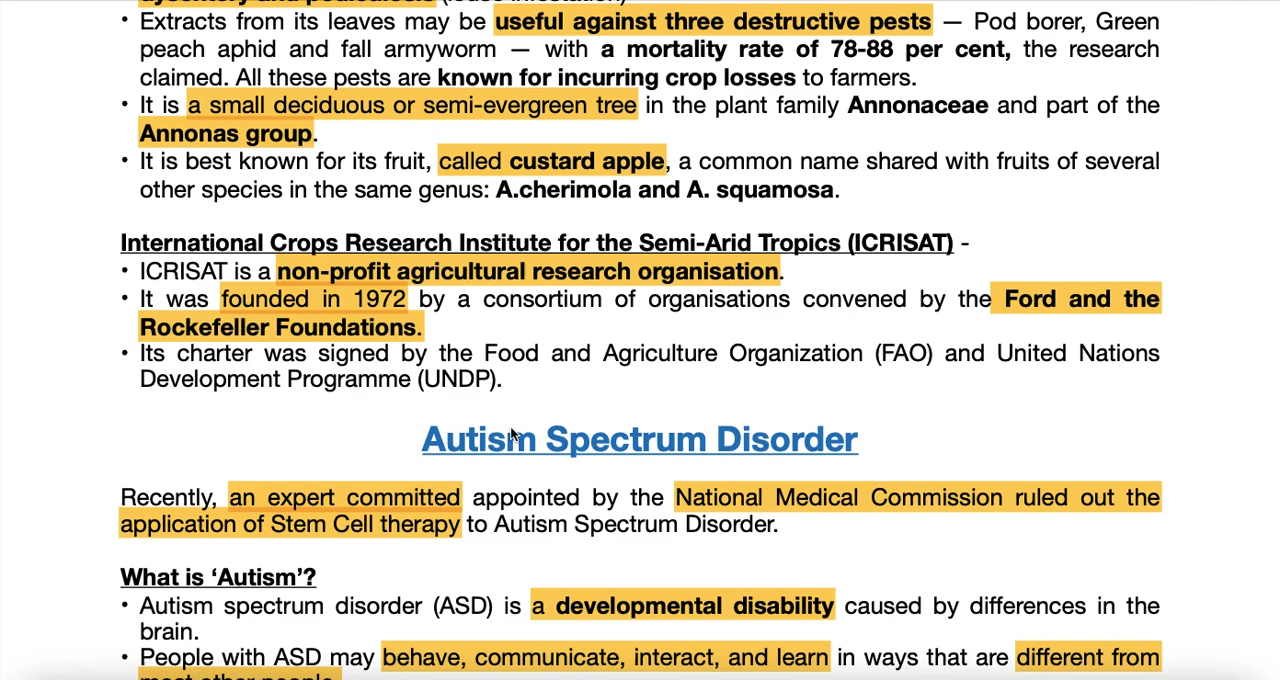 dysentery and pediculosis (louse infestation)
• Extracts from its leaves may be useful against three destructive pests — Pod borer, Green
peach aphid and fall armyworm — with a mortality rate of 78-88 per cent, the research
claimed. All these pests are known for incurring crop losses to farmers.
• It is a small deciduous or semi-evergreen tree in the plant family Annonaceae and part of the
Annonas group.
• It is best known for its fruit, called custard apple, a common name shared with fruits of several
other species in the same genus: A.cherimola and A. squamosa.
International Crops Research Institute for the Semi-Arid Tropics (ICRISAT) -
• ICRISAT is a non-profit agricultural research organisation.
• It was founded in 1972 by a consortium of organisations convened by the Ford and the
Rockefeller Foundations.
• Its charter was signed by the Food and Agriculture Organization (FAO) and United Nations
Development Programme (UNDP).
Autism Spectrum Disorder
Recently, an expert committed appointed by the National Medical Commission ruled out the
application of Stem Cell therapy to Autism Spectrum Disorder.
What is ‘Autism’?
• Autism spectrum disorder (ASD) is a developmental disability caused by differences in the
brain.
• People with ASD may behave, communicate, interact, and learn in ways that are different from
most other people.